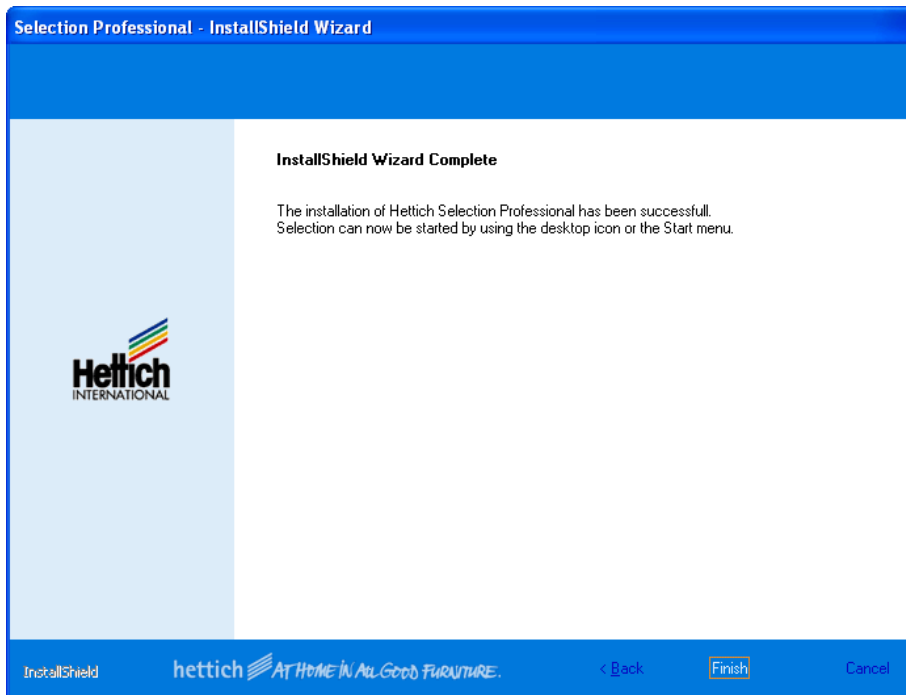 Selection Professional - InstallShield Wizard
InstallShield Wizard Complete
The installation of Hettich Selection Professional has been successfull.
Selection can now be started by using the desktop icon or the Start menu.
Hettich
INTERNATIONAL
InstallShield
hettich AT HOME IN ALL GOOD FURNITURE.
< Back
Finish
Cancel